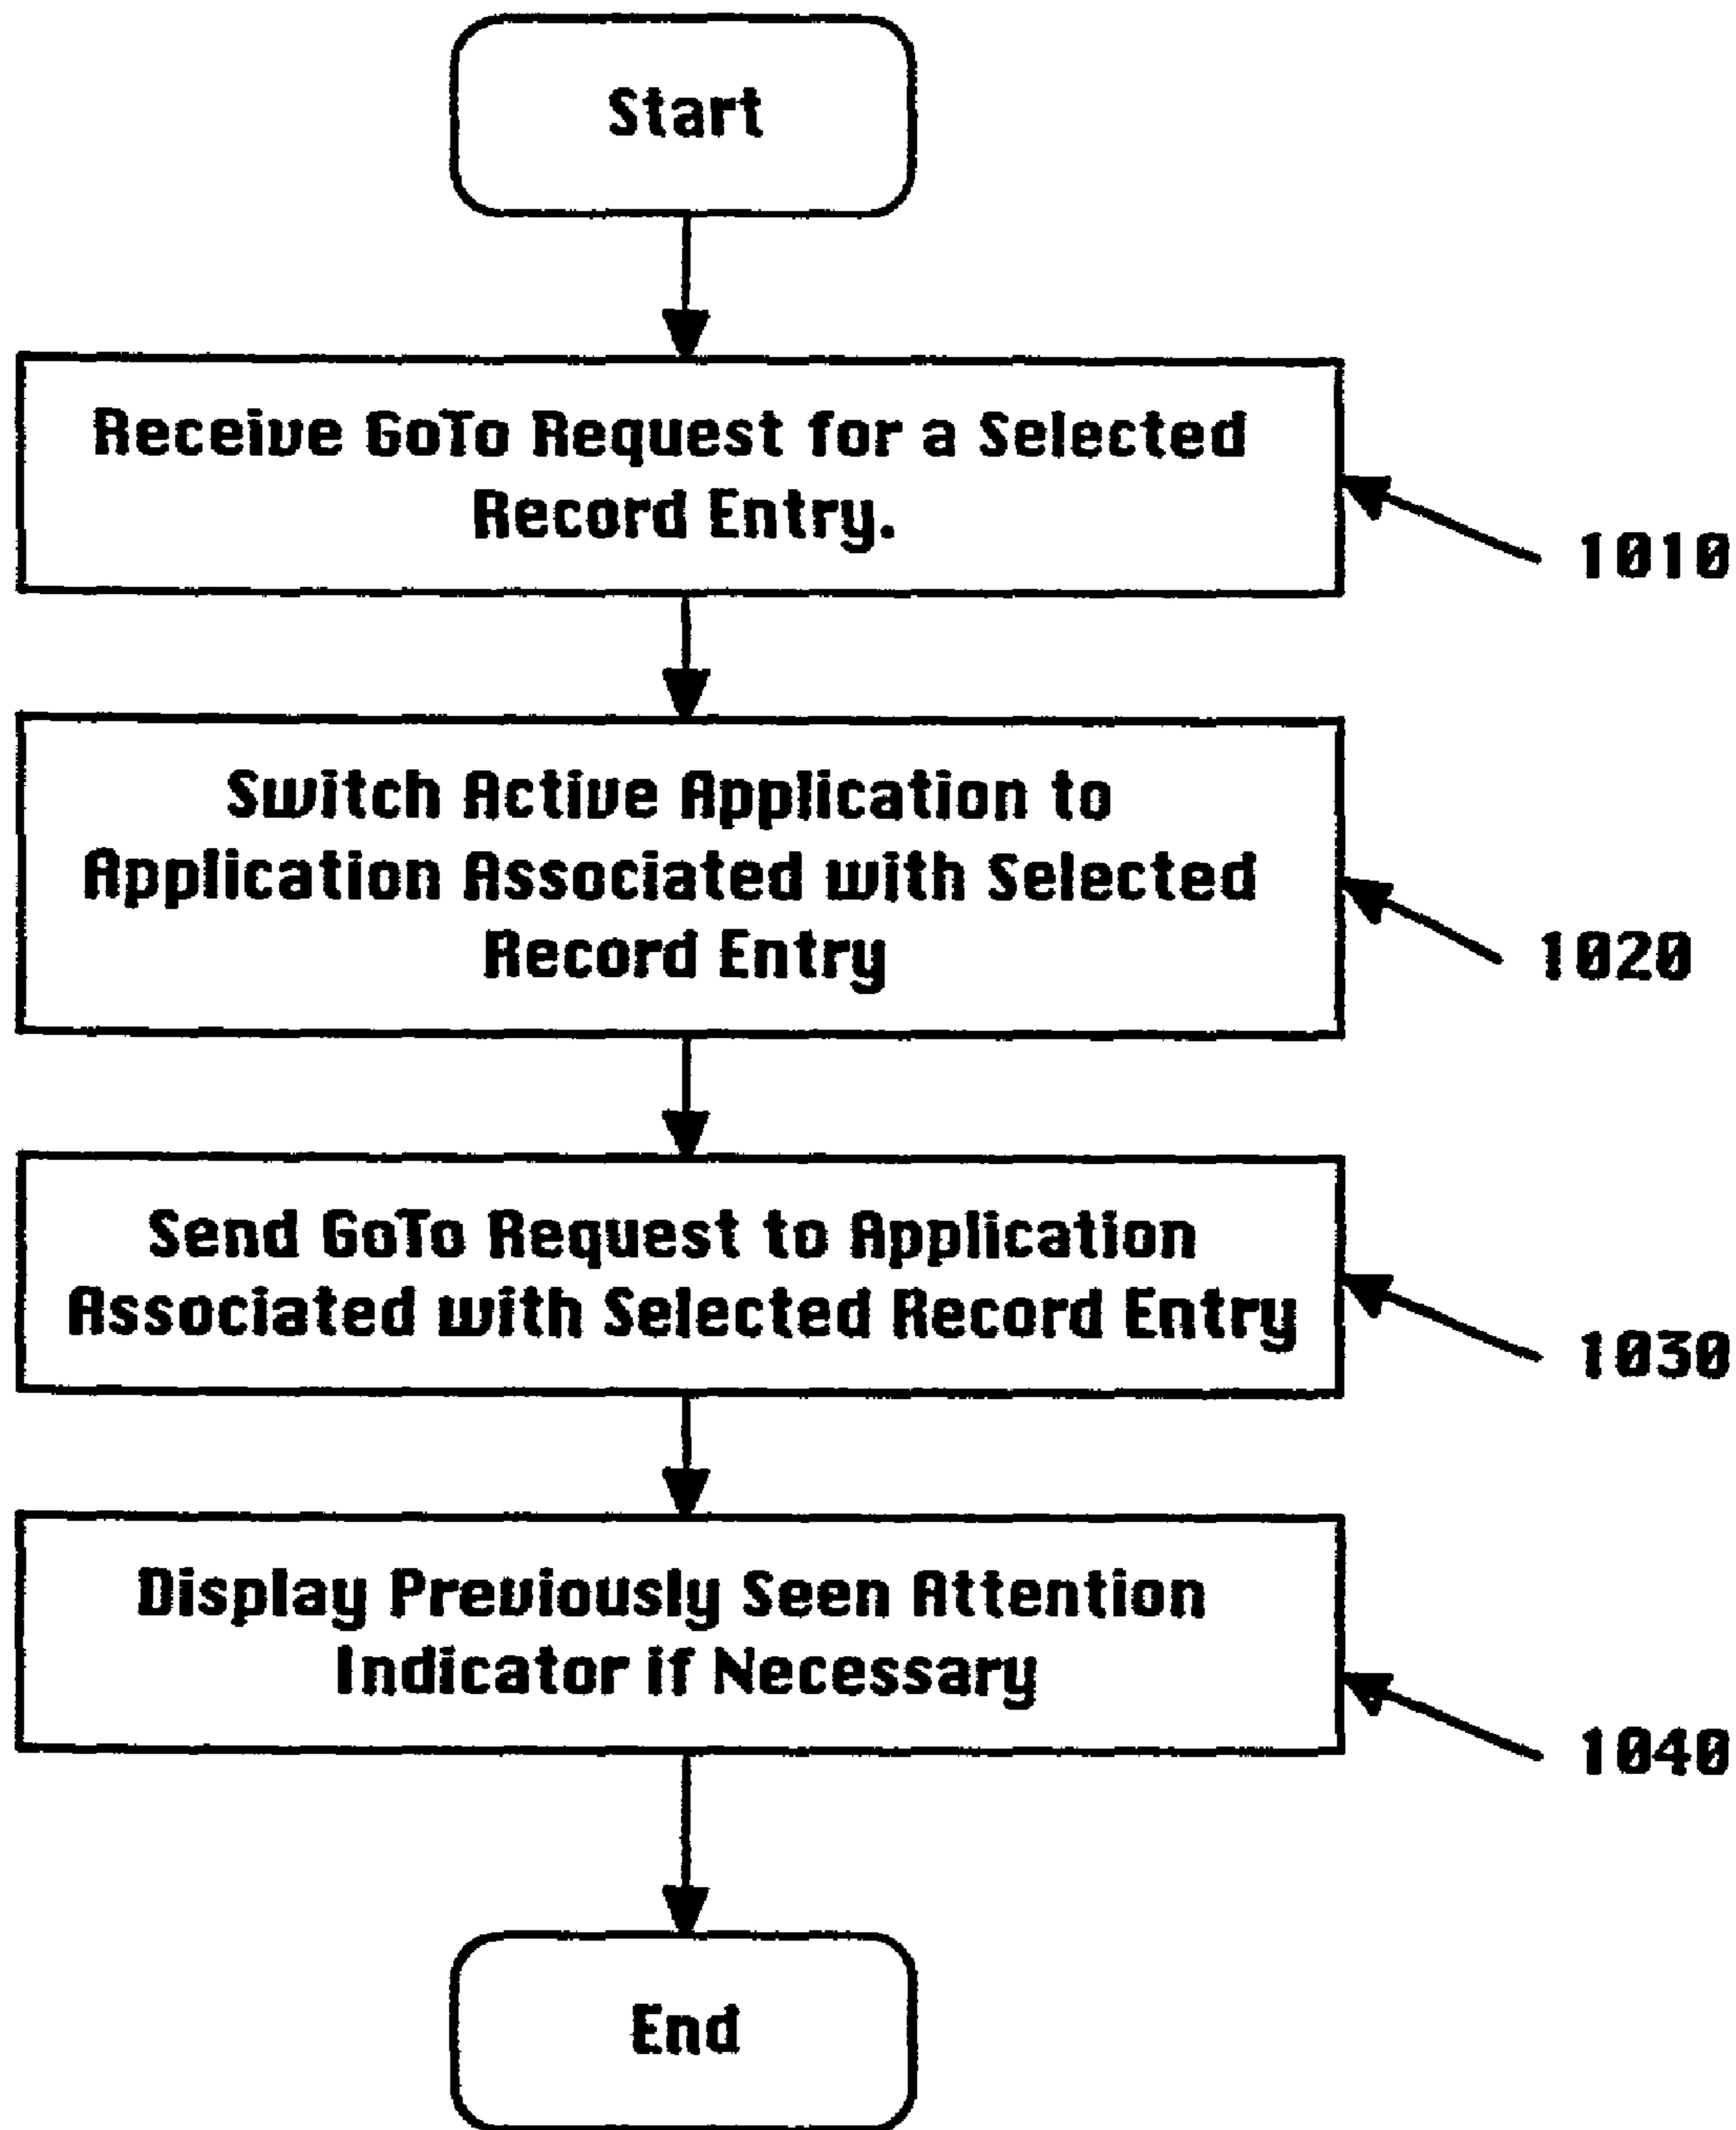 Start
Receive GoTo Request for a Selected
Record Entry.
1010
Switch Active Application to
Application Associated with Selected
Record Entry
1020
Send GoTo Request to Application
Associated with Selected Record Entry
1030
Display Previously Seen Attention
Indicator if Necessary
1040
End